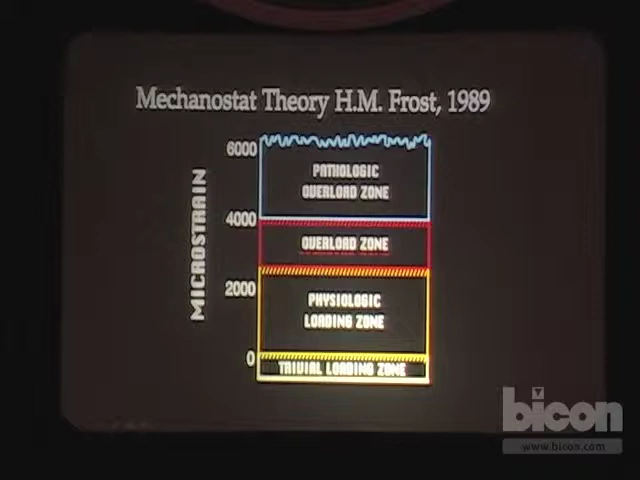 Mechanostat Theory H.M. Frost, 1989
6000
PATHOLOGIC
OVERLOAD ZONE
4000
OVERLOAD ZONE
MICROSTRAIN
2000
PHYSIOLOGIC
LOADING ZONE
0
TRIVIAL LOADING ZONE
bicon
www.bicon.com